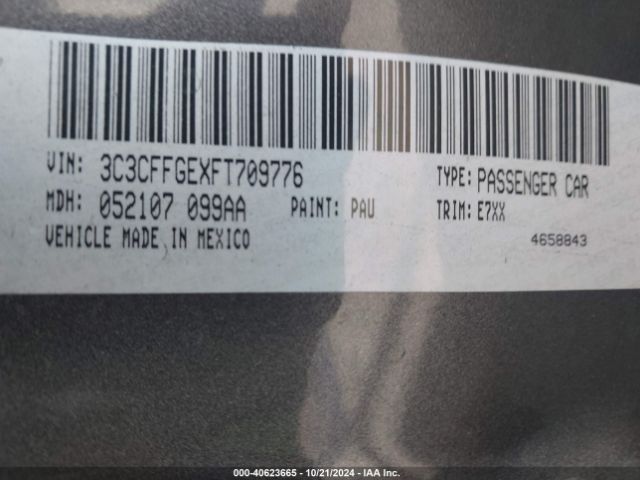 VIN: 3C3CFFGEXFT709776 TYPE: PASSENGER CAR
MDH: 052107 099AA PAINT: PAU TRIM: E7XX
VEHICLE MADE IN MEXICO 4658843
000-40623665 - 10/21/2024 - IAA Inc.